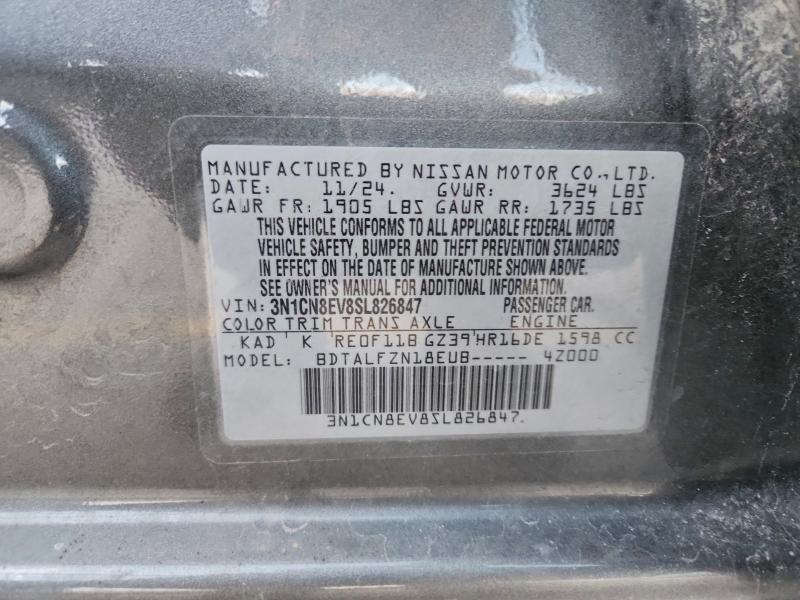 MANUFACTURED BY NISSAN MOTOR CO., LTD.
DATE: 11/24. GVWR: 3624 LBS
GAWR FR: 1905 LBS GAWR RR: 1735 LBS
THIS VEHICLE CONFORMS TO ALL APPLICABLE FEDERAL MOTOR
VEHICLE SAFETY, BUMPER AND THEFT PREVENTION STANDARDS
IN EFFECT ON THE DATE OF MANUFACTURE SHOWN ABOVE.
SEE OWNER'S MANUAL FOR ADDITIONAL INFORMATION.
VIN: 3N1CN8EV8SL826847 PASSENGER CAR.
COLOR TRIM TRANS AXLE ENGINE
KAD K RE0F11B GZ39 HR16DE 1598 CC
MODEL: BDTALFZN18EUB----- 4Z000
3N1CN8EV8SL826847